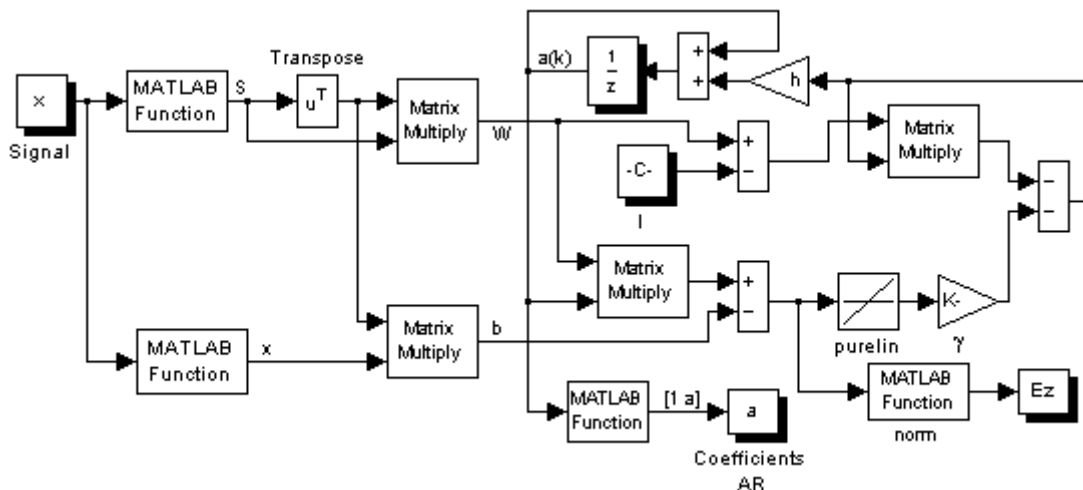 x
Signal
MATLAB
Function
S
Transpose
u^T
Matrix
Multiply
W
a(k)
1
z
+
+
h
-C-
I
+
−
Matrix
Multiply
−
−
Matrix
Multiply
+
−
MATLAB
Function
x
Matrix
Multiply
b
purelin
K-
γ
MATLAB
Function
[1 a]
a
Coefficients
AR
MATLAB
Function
norm
Ez